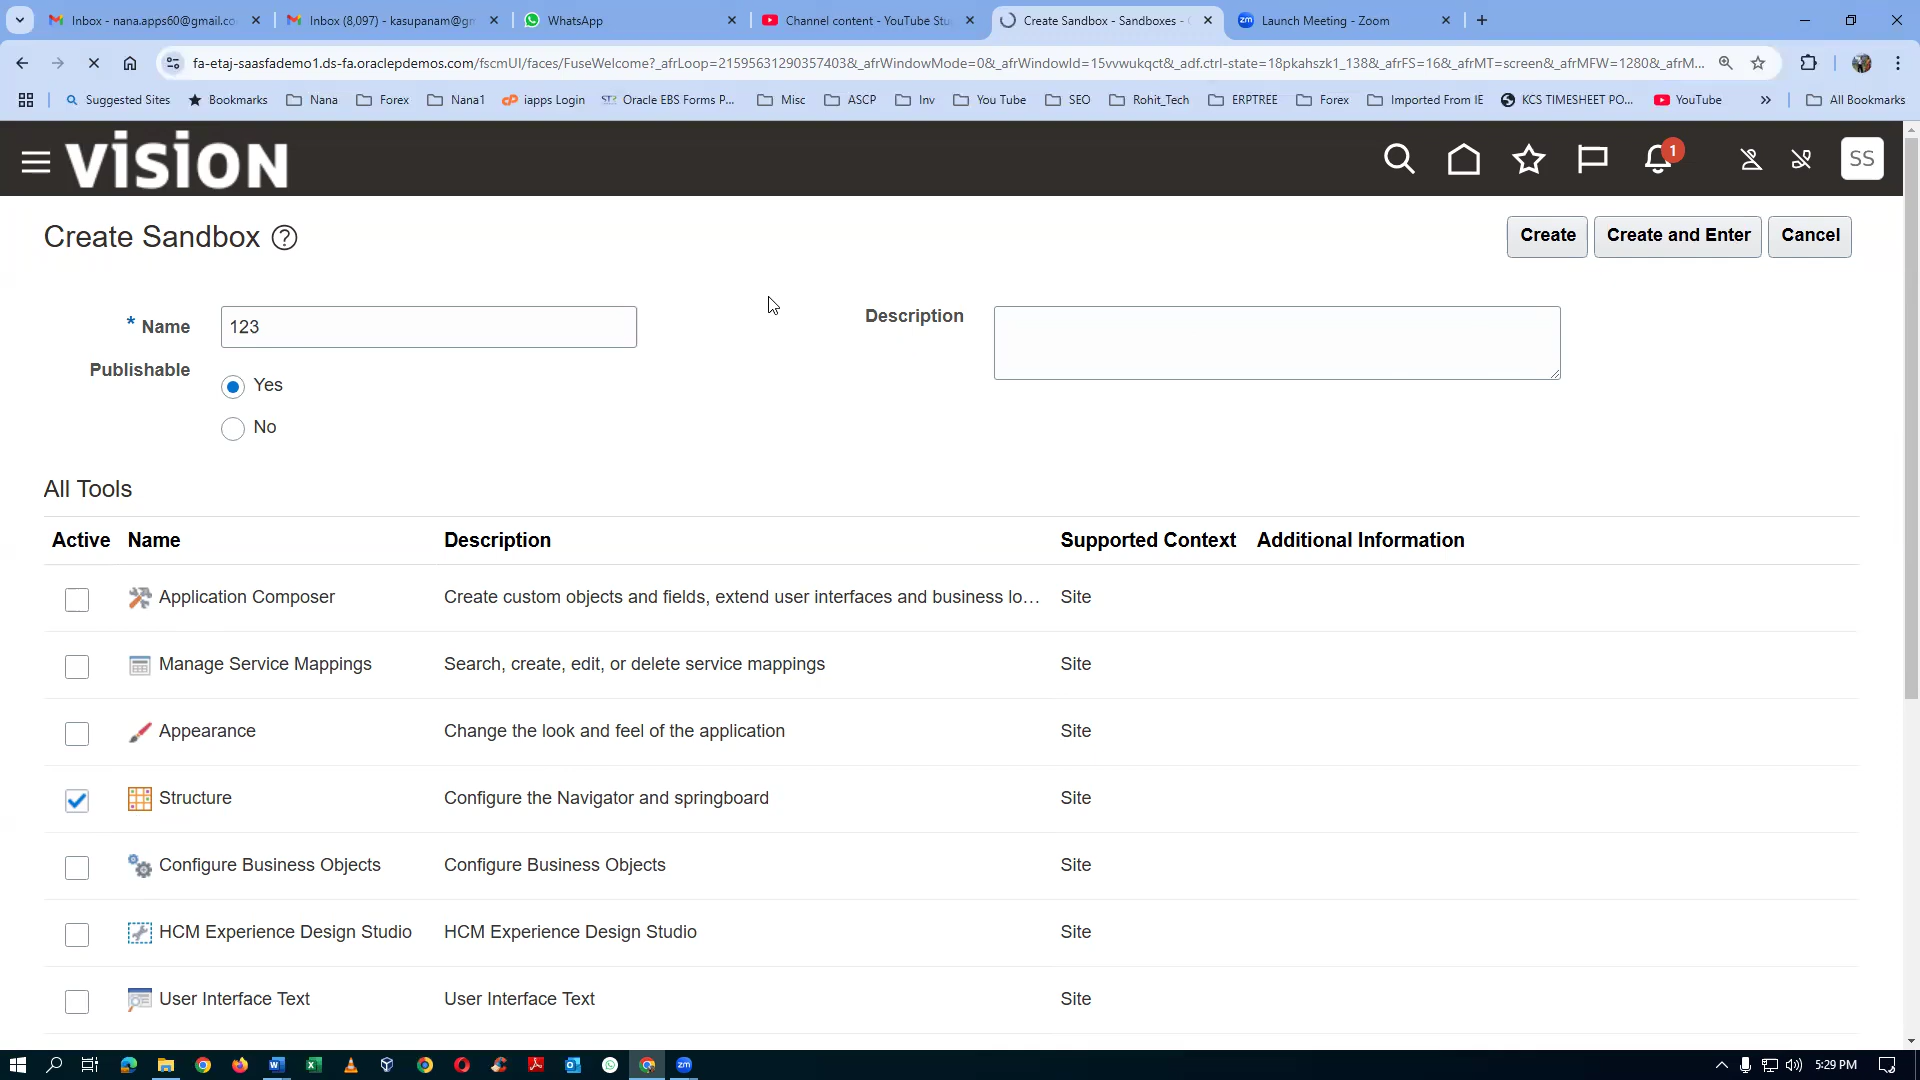 Inbox - nana.apps60@gmail.co
Inbox (8,097) - kasupanam@gm
WhatsApp
Channel content - YouTube Stu
Create Sandbox - Sandboxes -
Launch Meeting - Zoom
fa-etaj-saasfademo1.ds-fa.oraclepdemos.com/fscmUI/faces/FuseWelcome?_afrLoop=21595631290357403&_afrWindowMode=0&_afrWindowId=15vvwukqct&_adf.ctrl-state=18pkahszk1_138&_afrFS=16&_afrMT=screen&_afrMFW=1280&_afrM...
Suggested Sites
Bookmarks
Nana
Forex
Nana1
iapps Login
Oracle EBS Forms P...
Misc
ASCP
Inv
You Tube
SEO
Rohit_Tech
ERPTREE
Forex
Imported From IE
KCS TIMESHEET PO...
YouTube
All Bookmarks
VISION
1
SS
Create Sandbox
Create
Create and Enter
Cancel
* Name
123
Description
Publishable
Yes
No
All Tools
Active Name Description Supported Context Additional Information
Application Composer Create custom objects and fields, extend user interfaces and business lo... Site
Manage Service Mappings Search, create, edit, or delete service mappings Site
Appearance Change the look and feel of the application Site
Structure Configure the Navigator and springboard Site
Configure Business Objects Configure Business Objects Site
HCM Experience Design Studio HCM Experience Design Studio Site
User Interface Text User Interface Text Site
5:29 PM